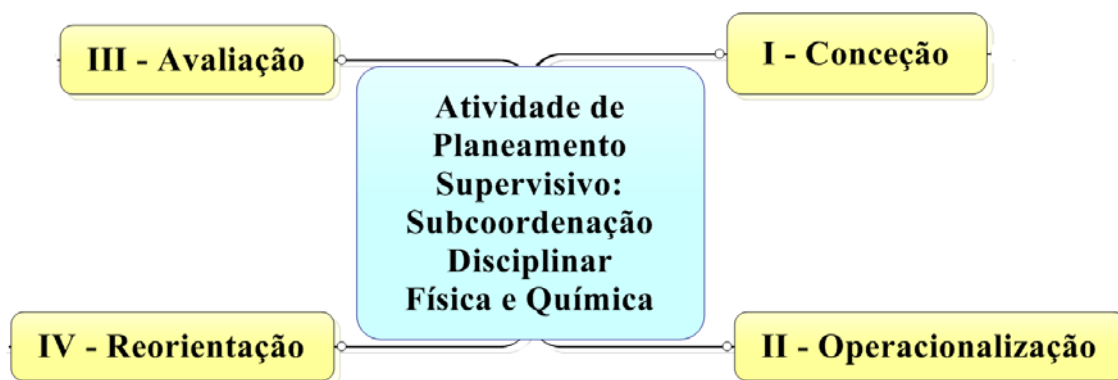 III - Avaliação
I - Conceção
Atividade de
Planeamento
Supervisivo:
Subcoordenação
Disciplinar
Física e Química
IV - Reorientação
II - Operacionalização